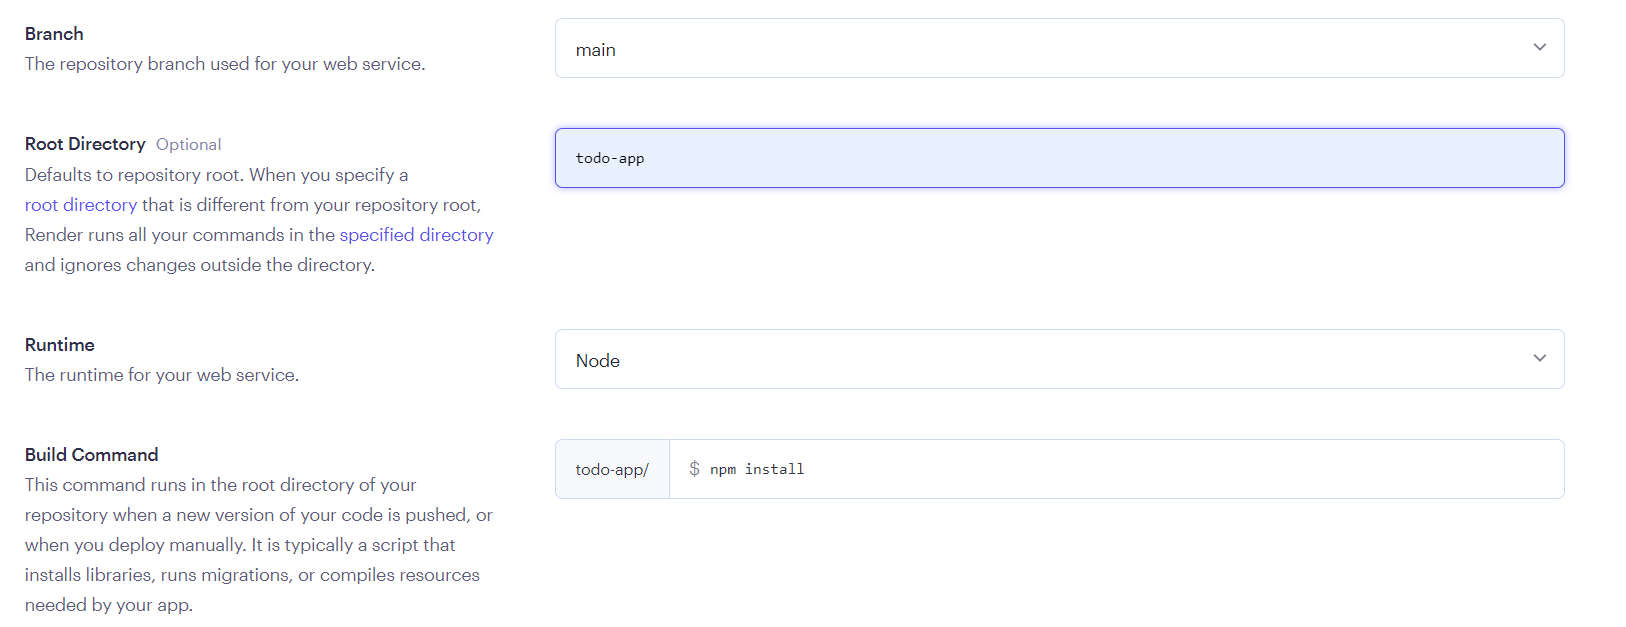 Branch
The repository branch used for your web service.
main
Root Directory Optional
Defaults to repository root. When you specify a
root directory that is different from your repository root,
Render runs all your commands in the specified directory
and ignores changes outside the directory.
todo-app
Runtime
The runtime for your web service.
Node
Build Command
This command runs in the root directory of your
repository when a new version of your code is pushed, or
when you deploy manually. It is typically a script that
installs libraries, runs migrations, or compiles resources
needed by your app.
todo-app/ $ npm install